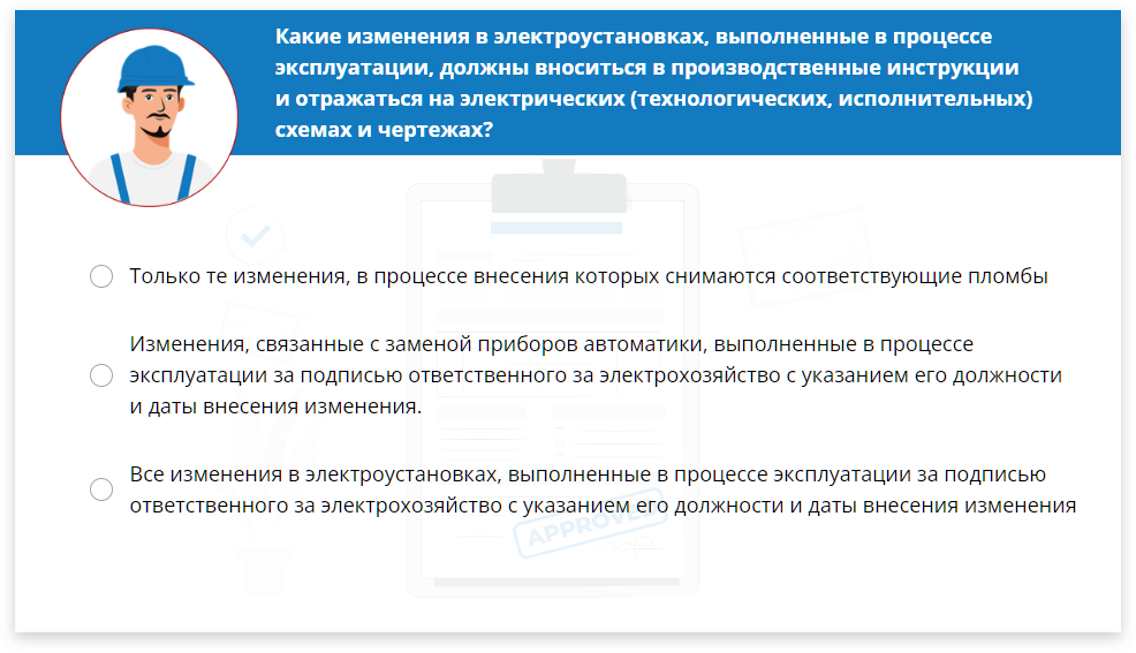 Какие изменения в электроустановках, выполненные в процессе
эксплуатации, должны вноситься в производственные инструкции
и отражаться на электрических (технологических, исполнительных)
схемах и чертежах?
Только те изменения, в процессе внесения которых снимаются соответствующие пломбы
Изменения, связанные с заменой приборов автоматики, выполненные в процессе
эксплуатации за подписью ответственного за электрохозяйство с указанием его должности
и даты внесения изменения.
Все изменения в электроустановках, выполненные в процессе эксплуатации за подписью
ответственного за электрохозяйство с указанием его должности и даты внесения изменения
APPROVED